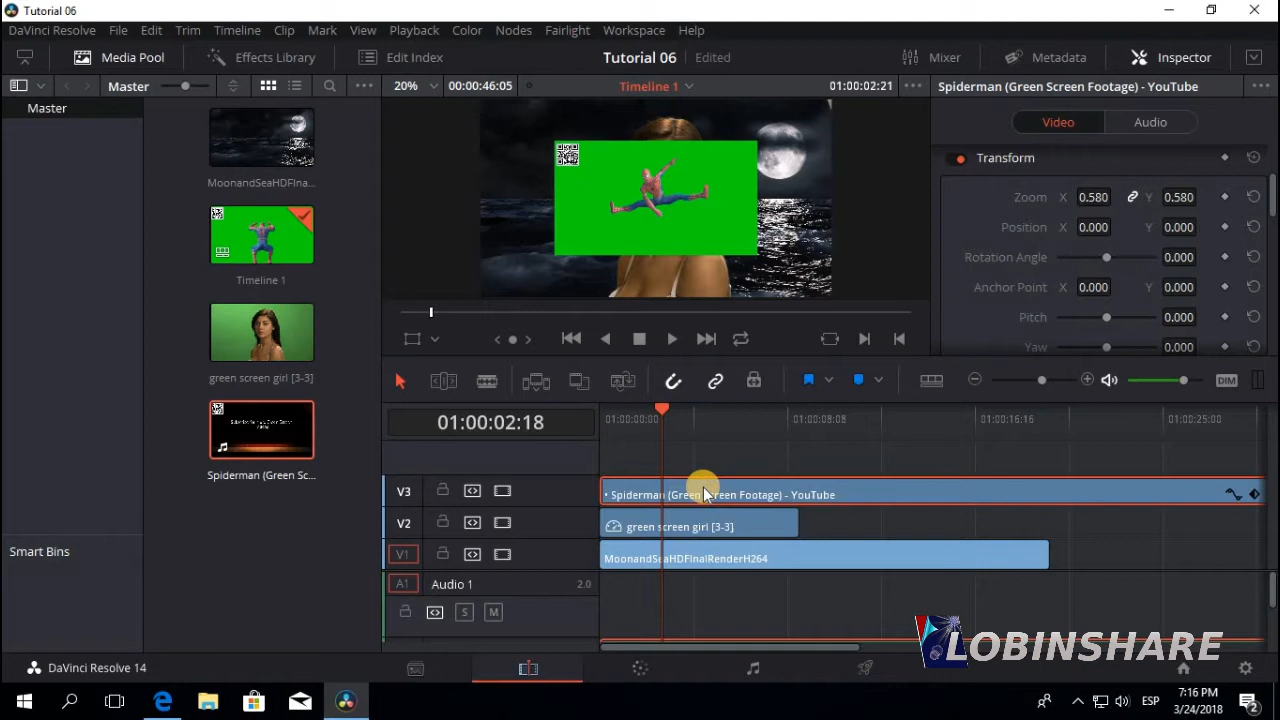 Tutorial 06
DaVinci Resolve File Edit Trim Timeline Clip Mark View Playback Color Nodes Fairlight Workspace Help
Media Pool Effects Library Edit Index Tutorial 06 Edited Mixer Metadata Inspector
Master 20% 00:00:46:05 Timeline 1 01:00:02:21 Spiderman (Green Screen Footage) - YouTube
Master
Video Audio
Transform
MoonandSeaHDFIna...
Zoom X 0.580 Y 0.580
Position X 0.000 Y 0.000
Rotation Angle 0.000
Timeline 1
Anchor Point X 0.000 Y 0.000
Pitch 0.000
Yaw 0.000
green screen girl [3-3]
DIM
01:00:02:18
01:00:00:00 01:00:08:08 01:00:16:16 01:00:25:00
Spiderman (Green Sc...
V3 • Spiderman (Green Screen Footage) - YouTube
V2 green screen girl [3-3]
V1 MoonandSeaHDFInalRenderH264
Smart Bins
A1 Audio 1 2.0
S M
LOBINSHARE
DaVinci Resolve 14
ESP
7:16 PM
3/24/2018
2